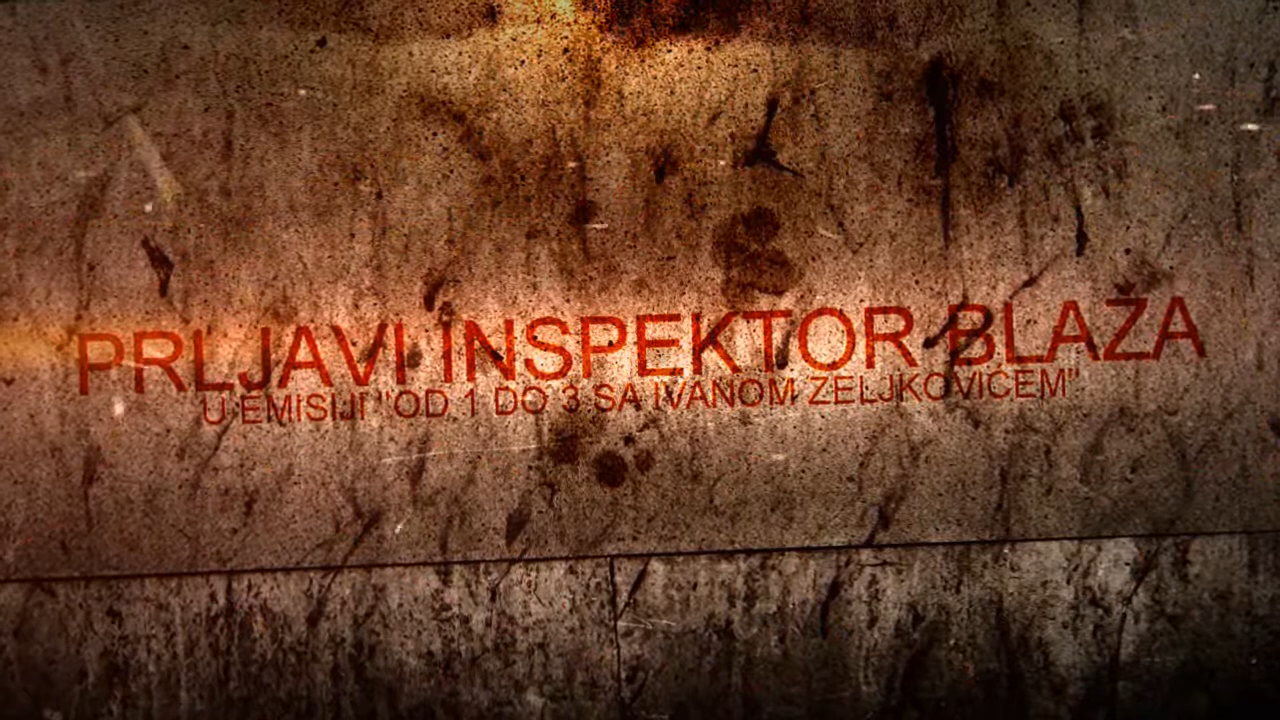 PRLJAVI INSPEKTOR BLAŽA
U EMISIJI "OD 1 DO 3 SA IVANOM ZELJKOVIĆEM"